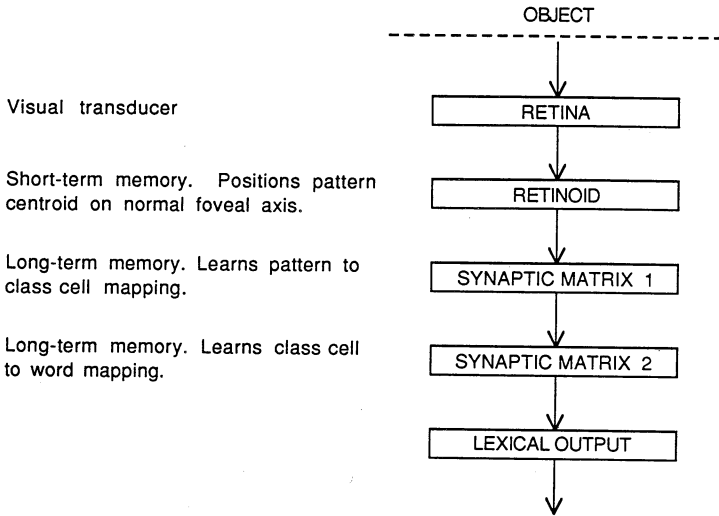 OBJECT
Visual transducer
RETINA
Short-term memory. Positions pattern
centroid on normal foveal axis.
RETINOID
Long-term memory. Learns pattern to
class cell mapping.
SYNAPTIC MATRIX 1
Long-term memory. Learns class cell
to word mapping.
SYNAPTIC MATRIX 2
LEXICAL OUTPUT